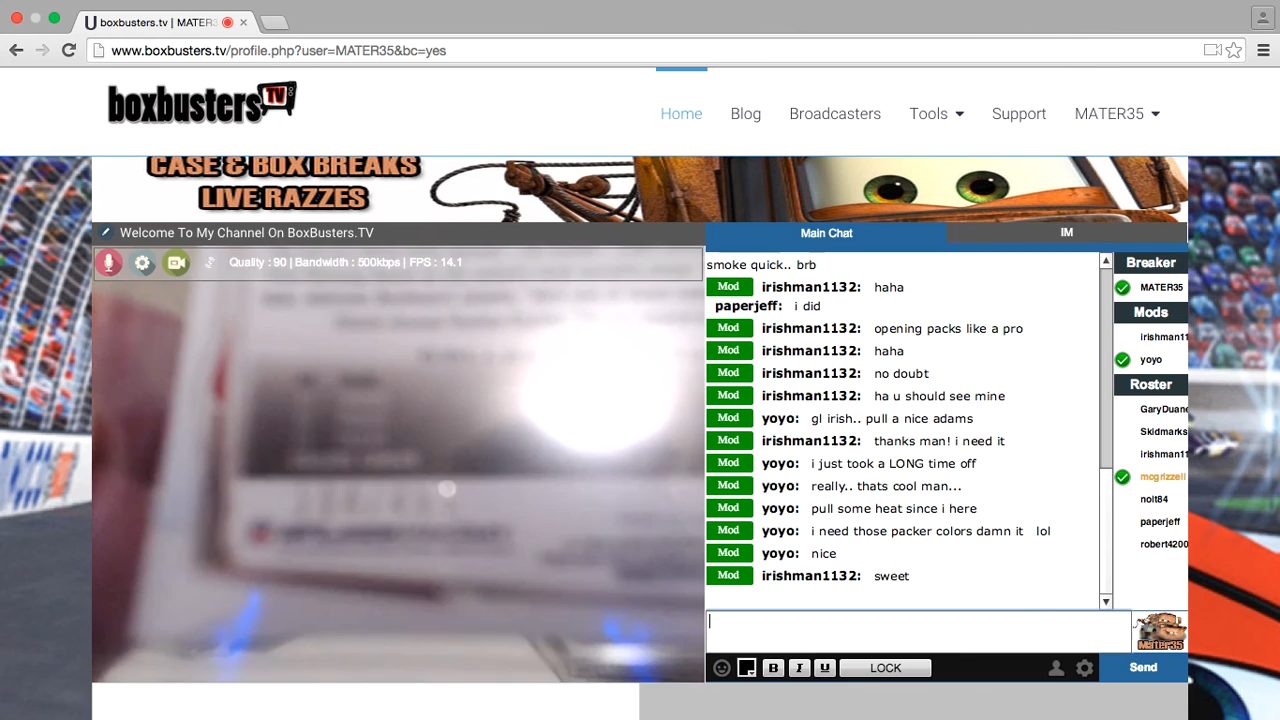 boxbusters.tv | MATER3
www.boxbusters.tv/profile.php?user=MATER35&bc=yes
boxbusters TV
Home Blog Broadcasters Tools Support MATER35
CASE & BOX BREAKS
LIVE RAZZES
Welcome To My Channel On BoxBusters.TV
Quality : 90 | Bandwidth : 500kbps | FPS : 14.1
Main Chat IM
smoke quick.. brb
Mod irishman1132: haha
paperjeff: i did
Mod irishman1132: opening packs like a pro
Mod irishman1132: haha
Mod irishman1132: no doubt
Mod irishman1132: ha u should see mine
Mod yoyo: gl irish.. pull a nice adams
Mod irishman1132: thanks man! i need it
Mod yoyo: i just took a LONG time off
Mod yoyo: really.. thats cool man...
Mod yoyo: pull some heat since i here
Mod yoyo: i need those packer colors damn it lol
Mod yoyo: nice
Mod irishman1132: sweet
Breaker
MATER35
Mods
irishman11
yoyo
Roster
GaryDuane
Skidmarks
irishman11
mcgrizzell
nolt84
paperjeff
robert4200
Mater35
B I U LOCK Send